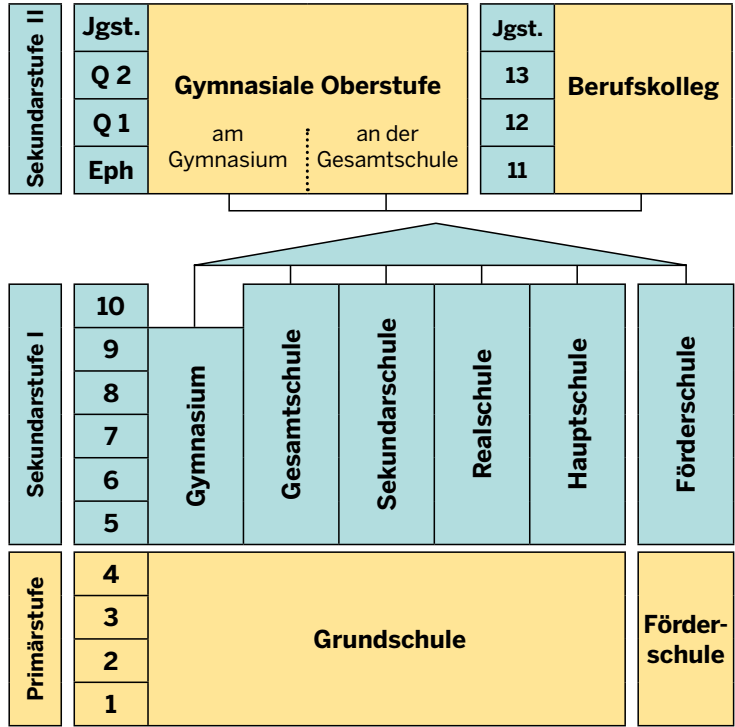 Sekundarstufe II
Jgst.
Q 2
Q 1
Eph
Gymnasiale Oberstufe
am
Gymnasium
an der
Gesamtschule
Jgst.
13
12
11
Berufskolleg
Sekundarstufe I
10
9
8
7
6
5
Gymnasium
Gesamtschule
Sekundarschule
Realschule
Hauptschule
Förderschule
Primärstufe
4
3
2
1
Grundschule
Förder-
schule